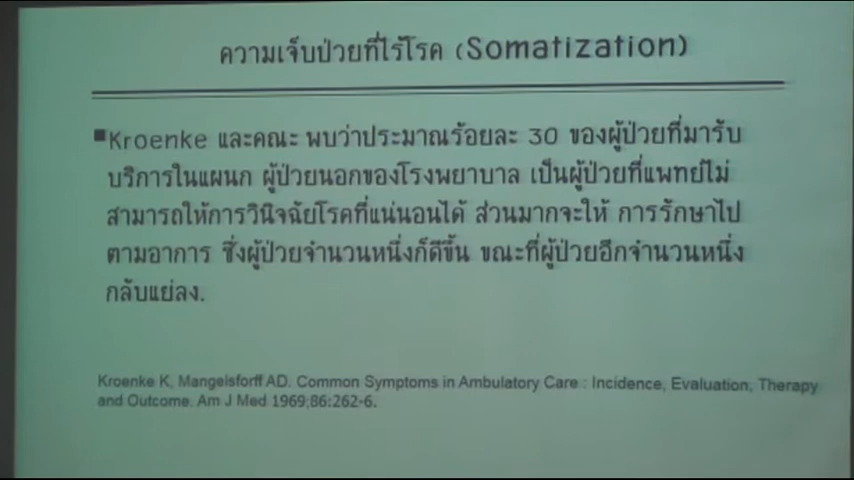 ความเจ็บป่วยที่ไร้โรค (Somatization)
Kroenke และคณะ พบว่าประมาณร้อยละ 30 ของผู้ป่วยที่มารับ
บริการในแผนก ผู้ป่วยนอกของโรงพยาบาล เป็นผู้ป่วยที่แพทย์ไม่
สามารถให้การวินิจฉัยโรคที่แน่นอนได้ ส่วนมากจะให้ การรักษาไป
ตามอาการ ซึ่งผู้ป่วยจำนวนหนึ่งก็ดีขึ้น ขณะที่ผู้ป่วยอีกจำนวนหนึ่ง
กลับแย่ลง.
Kroenke K, Mangelsforff AD. Common Symptoms in Ambulatory Care : Incidence, Evaluation, Therapy
and Outcome. Am J Med 1969;86:262-6.